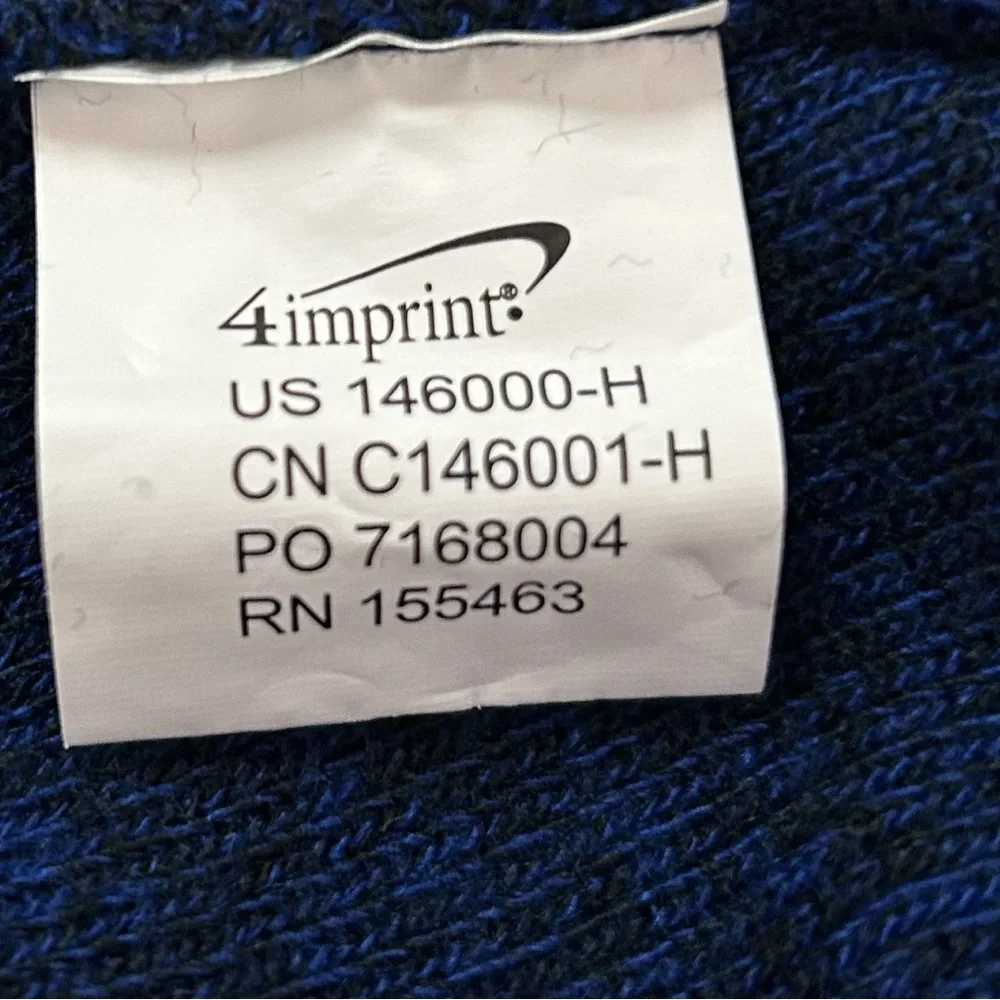 4imprint®
US 146000-H
CN C146001-H
PO 7168004
RN 155463